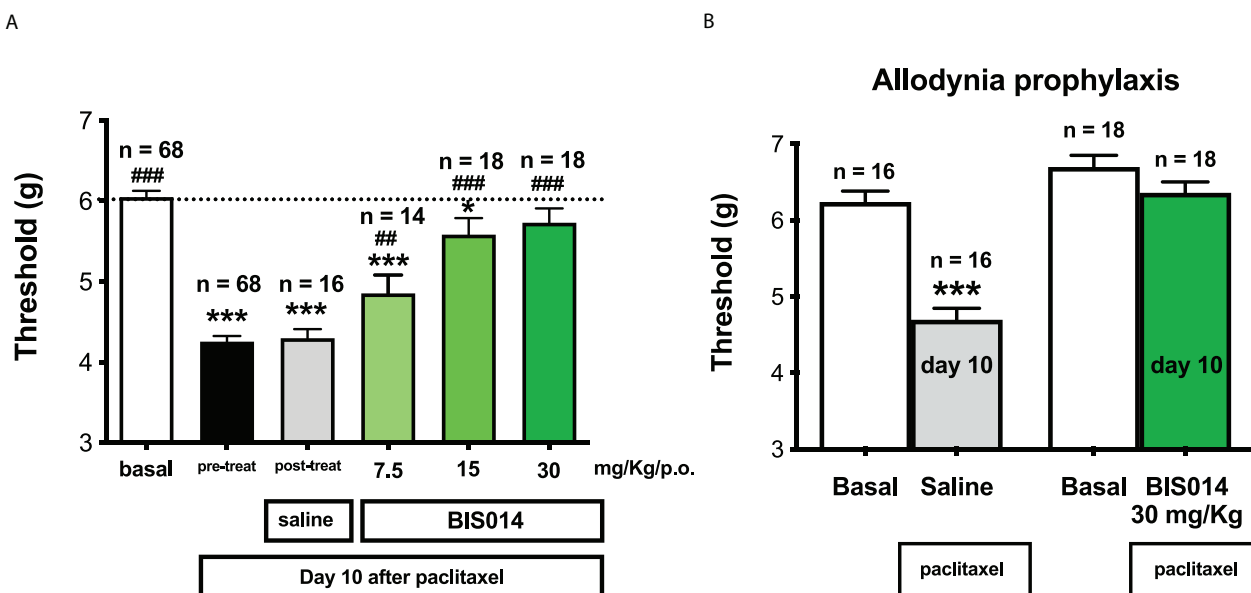 A
7
6
5
4
3
Threshold (g)
n = 68
###
n = 68
***
n = 16
***
n = 14
##
***
n = 18
###
*
n = 18
###
basal
pre-treat
post-treat
7.5
15
30
mg/Kg/p.o.
saline
BIS014
Day 10 after paclitaxel
B
Allodynia prophylaxis
7
6
5
4
3
Threshold (g)
n = 16
n = 16
***
day 10
n = 18
n = 18
day 10
Basal
Saline
Basal
BIS014
30 mg/Kg
paclitaxel
paclitaxel